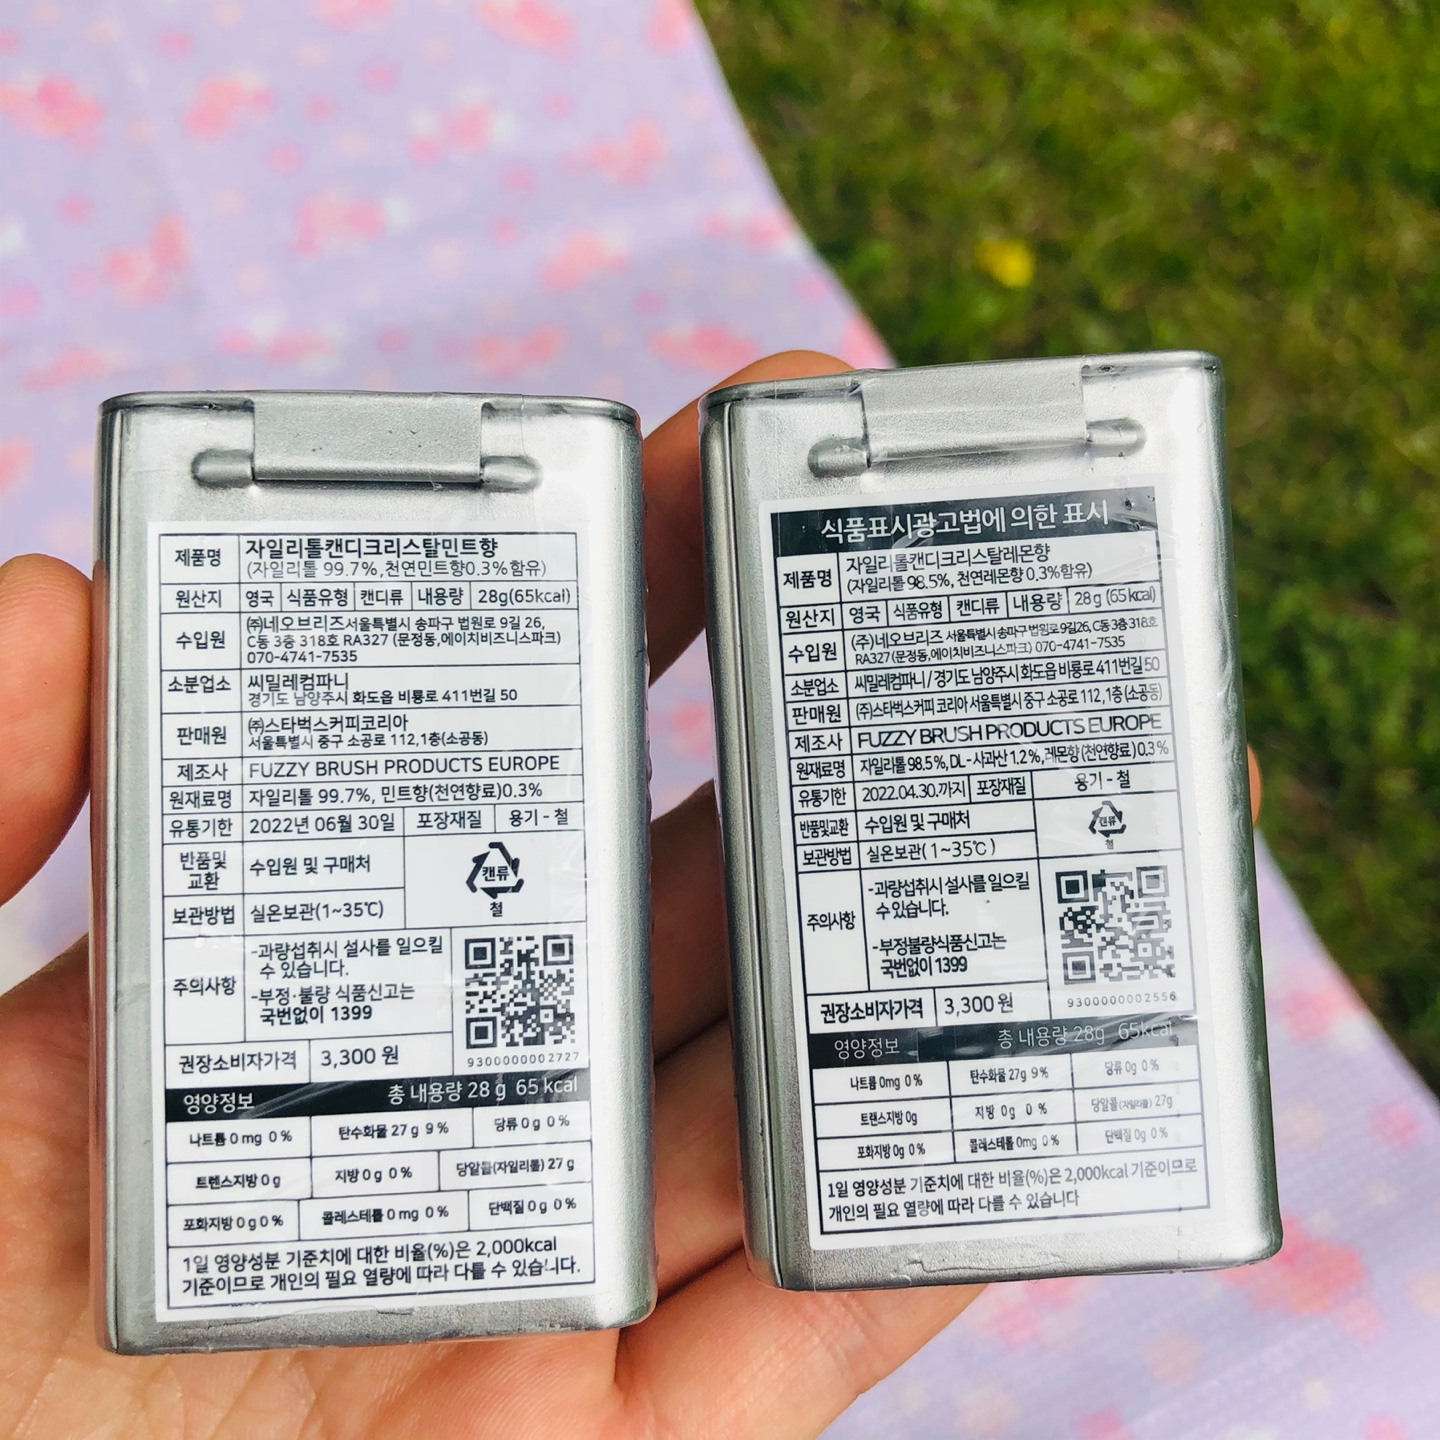 제품명
자일리톨캔디크리스탈민트향
(자일리톨 99.7%,천연민트향0.3%함유)
원산지 영국 식품유형 캔디류 내용량 28g(65kcal)
수입원
㈜네오브리즈서울특별시 송파구 법원로 9길 26,
C동 3층 318호 RA327 (문정동,에이치비즈니스파크)
070-4741-7535
소분업소
씨밀레컴파니
경기도 남양주시 화도읍 비룡로 411번길 50
판매원
㈜스타벅스커피코리아
서울특별시 중구 소공로 112,1층(소공동)
제조사 FUZZY BRUSH PRODUCTS EUROPE
원재료명 자일리톨 99.7%, 민트향(천연향료)0.3%
유통기한 2022년 06월 30일 포장재질 용기 - 철
반품및
교환
수입원 및 구매처
캔류
철
보관방법 실온보관(1~35℃)
주의사항
-과량섭취시 설사를 일으킬
수 있습니다.
-부정·불량 식품신고는
국번없이 1399
권장소비자가격 3,300 원
9300000002727
영양정보 총 내용량 28 g 65 kcal
나트륨 0 mg 0 % 탄수화물 27 g 9 % 당류 0 g 0 %
트랜스지방 0 g 지방 0 g 0 % 당알콜(자일리톨) 27 g
포화지방 0 g 0 % 콜레스테롤 0 mg 0 % 단백질 0 g 0 %
1일 영양성분 기준치에 대한 비율(%)은 2,000kcal
기준이므로 개인의 필요 열량에 따라 다를 수 있습니다.
식품표시광고법에 의한 표시
제품명
자일리톨캔디크리스탈레몬향
(자일리톨 98.5%, 천연레몬향 0.3%함유)
원산지 영국 식품유형 캔디류 내용량 28 g (65 kcal)
수입원
(주)네오브리즈 서울특별시 송파구 법원로 9길26, C동 3층 318호
RA327 (문정동,에이치비즈니스파크) 070-4741-7535
소분업소 씨밀레컴파니 / 경기도 남양주시 화도읍 비룡로 411번길 50
판매원 (주)스타벅스커피 코리아 서울특별시 중구 소공로 112, 1층 (소공동)
제조사 FUZZY BRUSH PRODUCTS EUROPE
원재료명 자일리톨 98.5%, DL - 사과산 1.2%, 레몬향 (천연향료) 0.3 %
유통기한 2022.04.30.까지 포장재질 용기 - 철
반품및교환 수입원 및 구매처
캔류
철
보관방법 실온보관( 1~35℃ )
주의사항
-과량섭취시 설사를 일으킬
수 있습니다.
-부정불량식품신고는
국번없이 1399
권장소비자가격 3,300 원
9300000002556
영양정보 총 내용량 28g 65kcal
나트륨 0mg 0 % 탄수화물 27g 9 % 당류 0g 0 %
트랜스지방 0g 지방 0g 0 % 당알콜 (자일리톨) 27g
포화지방 0g 0 % 콜레스테롤 0mg 0 % 단백질 0g 0 %
1일 영양성분 기준치에 대한 비율(%)은 2,000kcal 기준이므로
개인의 필요 열량에 따라 다를 수 있습니다